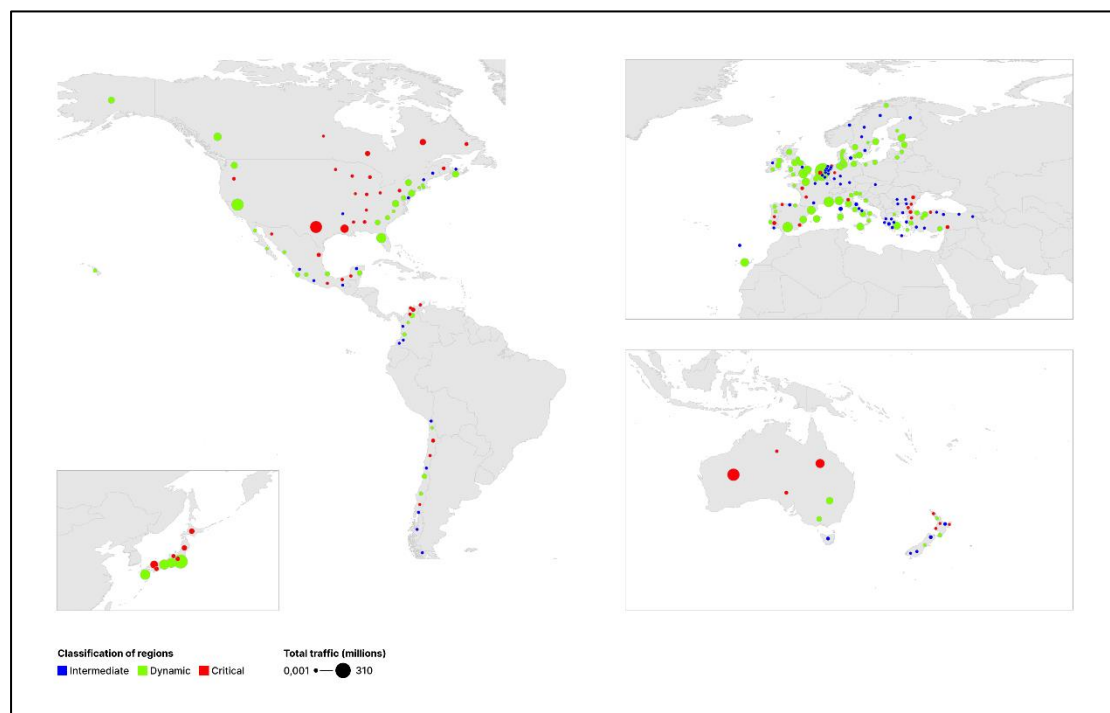 Classification of regions
Intermediate Dynamic Critical
Total traffic (millions)
0,001 310